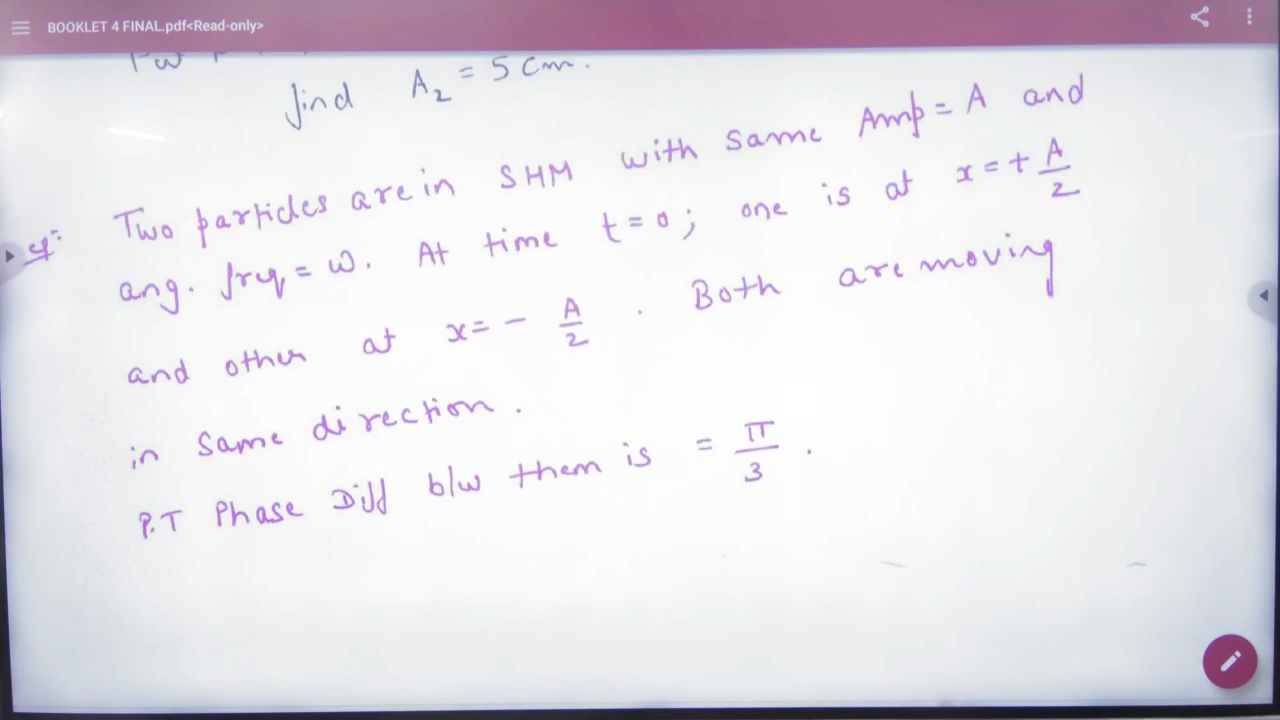 BOOKLET 4 FINAL.pdf<Read-only>
find A₂ = 5 cm.
Q: Two particles are in SHM with same Amp = A and
ang. freq = ω. At time t = 0; one is at x = + A/2
and other at x = - A/2. Both are moving
in same direction.
P.T Phase Diff b/w them is = π/3.